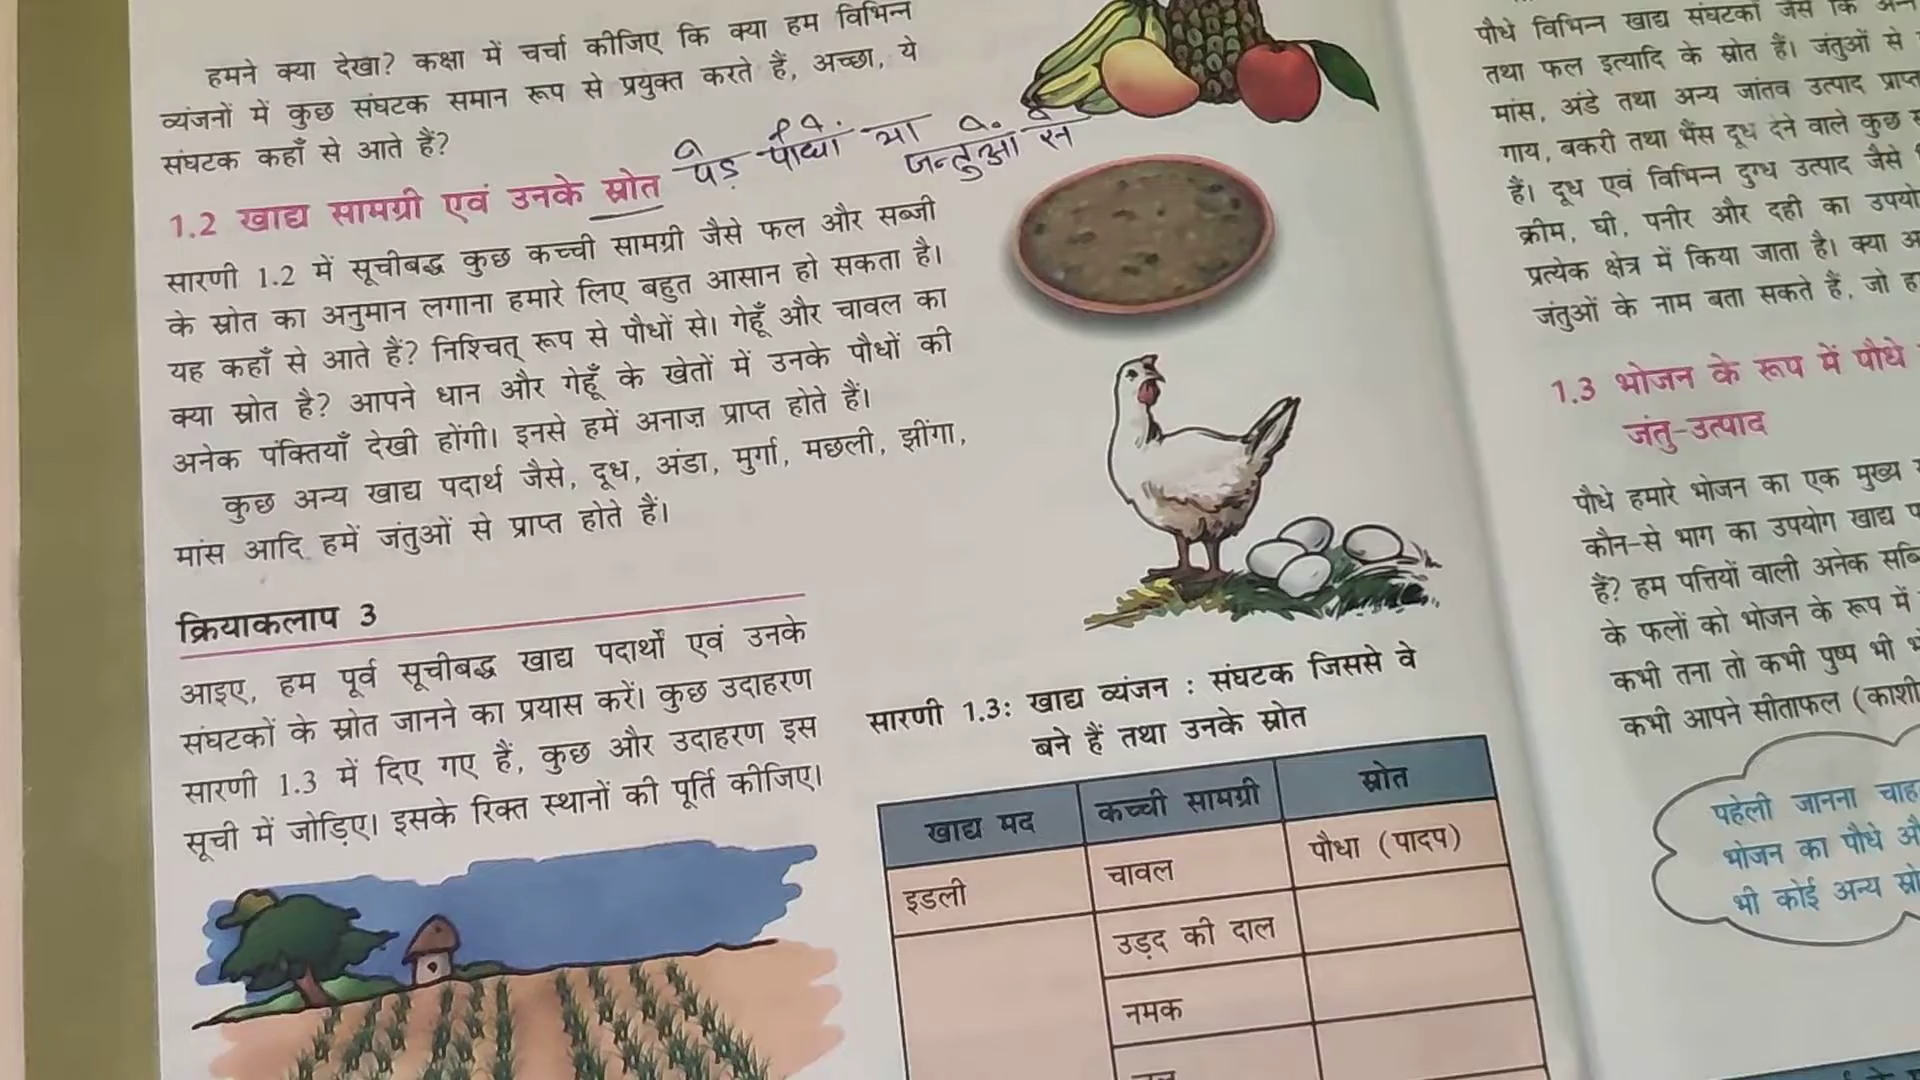 हमने क्या देखा? कक्षा में चर्चा कीजिए कि क्या हम विभिन्न
व्यंजनों में कुछ संघटक समान रूप से प्रयुक्त करते हैं, अच्छा, ये
संघटक कहाँ से आते हैं?
पेड़ पौधों या
जन्तुओं से
1.2 खाद्य सामग्री एवं उनके स्रोत
सारणी 1.2 में सूचीबद्ध कुछ कच्ची सामग्री जैसे फल और सब्जी
के स्रोत का अनुमान लगाना हमारे लिए बहुत आसान हो सकता है।
यह कहाँ से आते हैं? निश्चित् रूप से पौधों से। गेहूँ और चावल का
क्या स्रोत है? आपने धान और गेहूँ के खेतों में उनके पौधों की
अनेक पंक्तियाँ देखी होंगी। इनसे हमें अनाज़ प्राप्त होते हैं।
कुछ अन्य खाद्य पदार्थ जैसे, दूध, अंडा, मुर्गा, मछली, झींगा,
मांस आदि हमें जंतुओं से प्राप्त होते हैं।
क्रियाकलाप 3
आइए, हम पूर्व सूचीबद्ध खाद्य पदार्थों एवं उनके
संघटकों के स्रोत जानने का प्रयास करें। कुछ उदाहरण
सारणी 1.3 में दिए गए हैं, कुछ और उदाहरण इस
सूची में जोड़िए। इसके रिक्त स्थानों की पूर्ति कीजिए।
सारणी 1.3: खाद्य व्यंजन : संघटक जिससे वे
बने हैं तथा उनके स्रोत
खाद्य मद कच्ची सामग्री स्रोत
इडली चावल पौधा (पादप)
उड़द की दाल
नमक
पौधे विभिन्न खाद्य संघटकों जैसे कि
तथा फल इत्यादि के स्रोत हैं। जंतुओं से
मांस, अंडे तथा अन्य जांतव उत्पाद प्राप्त
गाय, बकरी तथा भैंस दूध देने वाले कुछ
हैं। दूध एवं विभिन्न दुग्ध उत्पाद जैसे
क्रीम, घी, पनीर और दही का
प्रत्येक क्षेत्र में किया जाता है। क्या
जंतुओं के नाम बता सकते हैं, जो
1.3 भोजन के रूप में पौधे
जंतु-उत्पाद
पौधे हमारे भोजन का एक मुख्य
कौन-से भाग का उपयोग खाद्य
हैं? हम पत्तियों वाली अनेक
के फलों को भोजन के रूप में
कभी तना तो कभी पुष्प भी
कभी आपने सीताफल
पहेली जानना
भोजन का पौधे
भी कोई अन्य